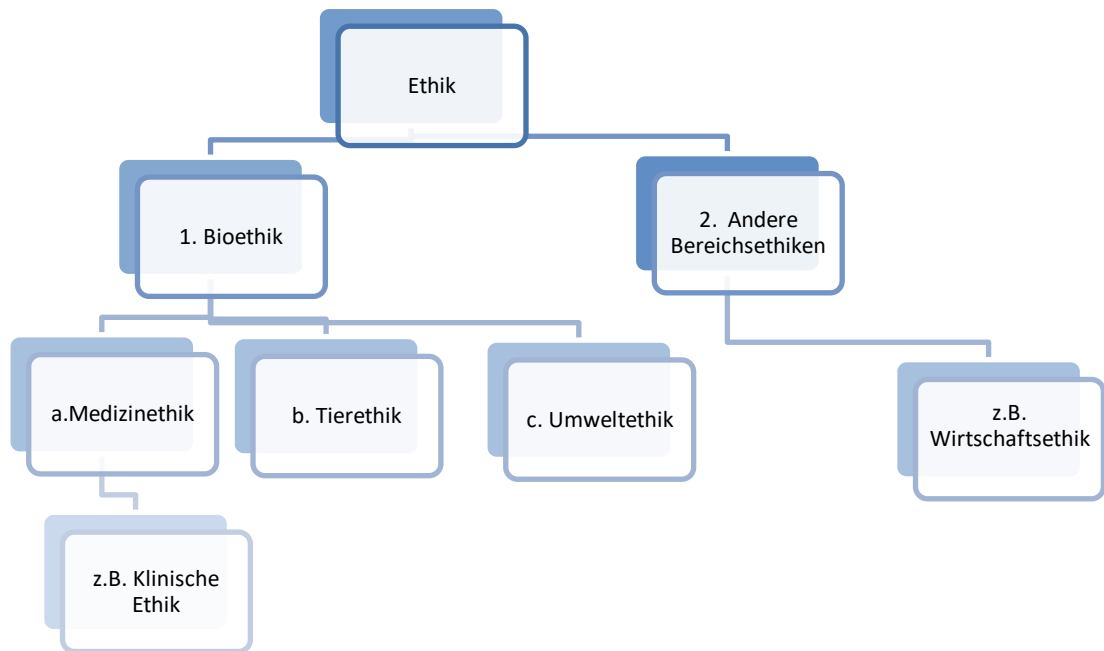 Ethik
1. Bioethik
2. Andere
Bereichsethiken
a.Medizinethik
b. Tierethik
c. Umweltethik
z.B.
Wirtschaftsethik
z.B. Klinische
Ethik